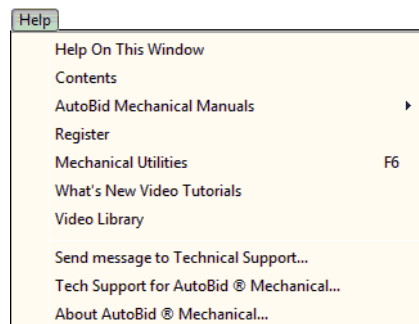 Help
Help On This Window
Contents
AutoBid Mechanical Manuals
Register
Mechanical Utilities F6
What's New Video Tutorials
Video Library
Send message to Technical Support...
Tech Support for AutoBid ® Mechanical...
About AutoBid ® Mechanical...